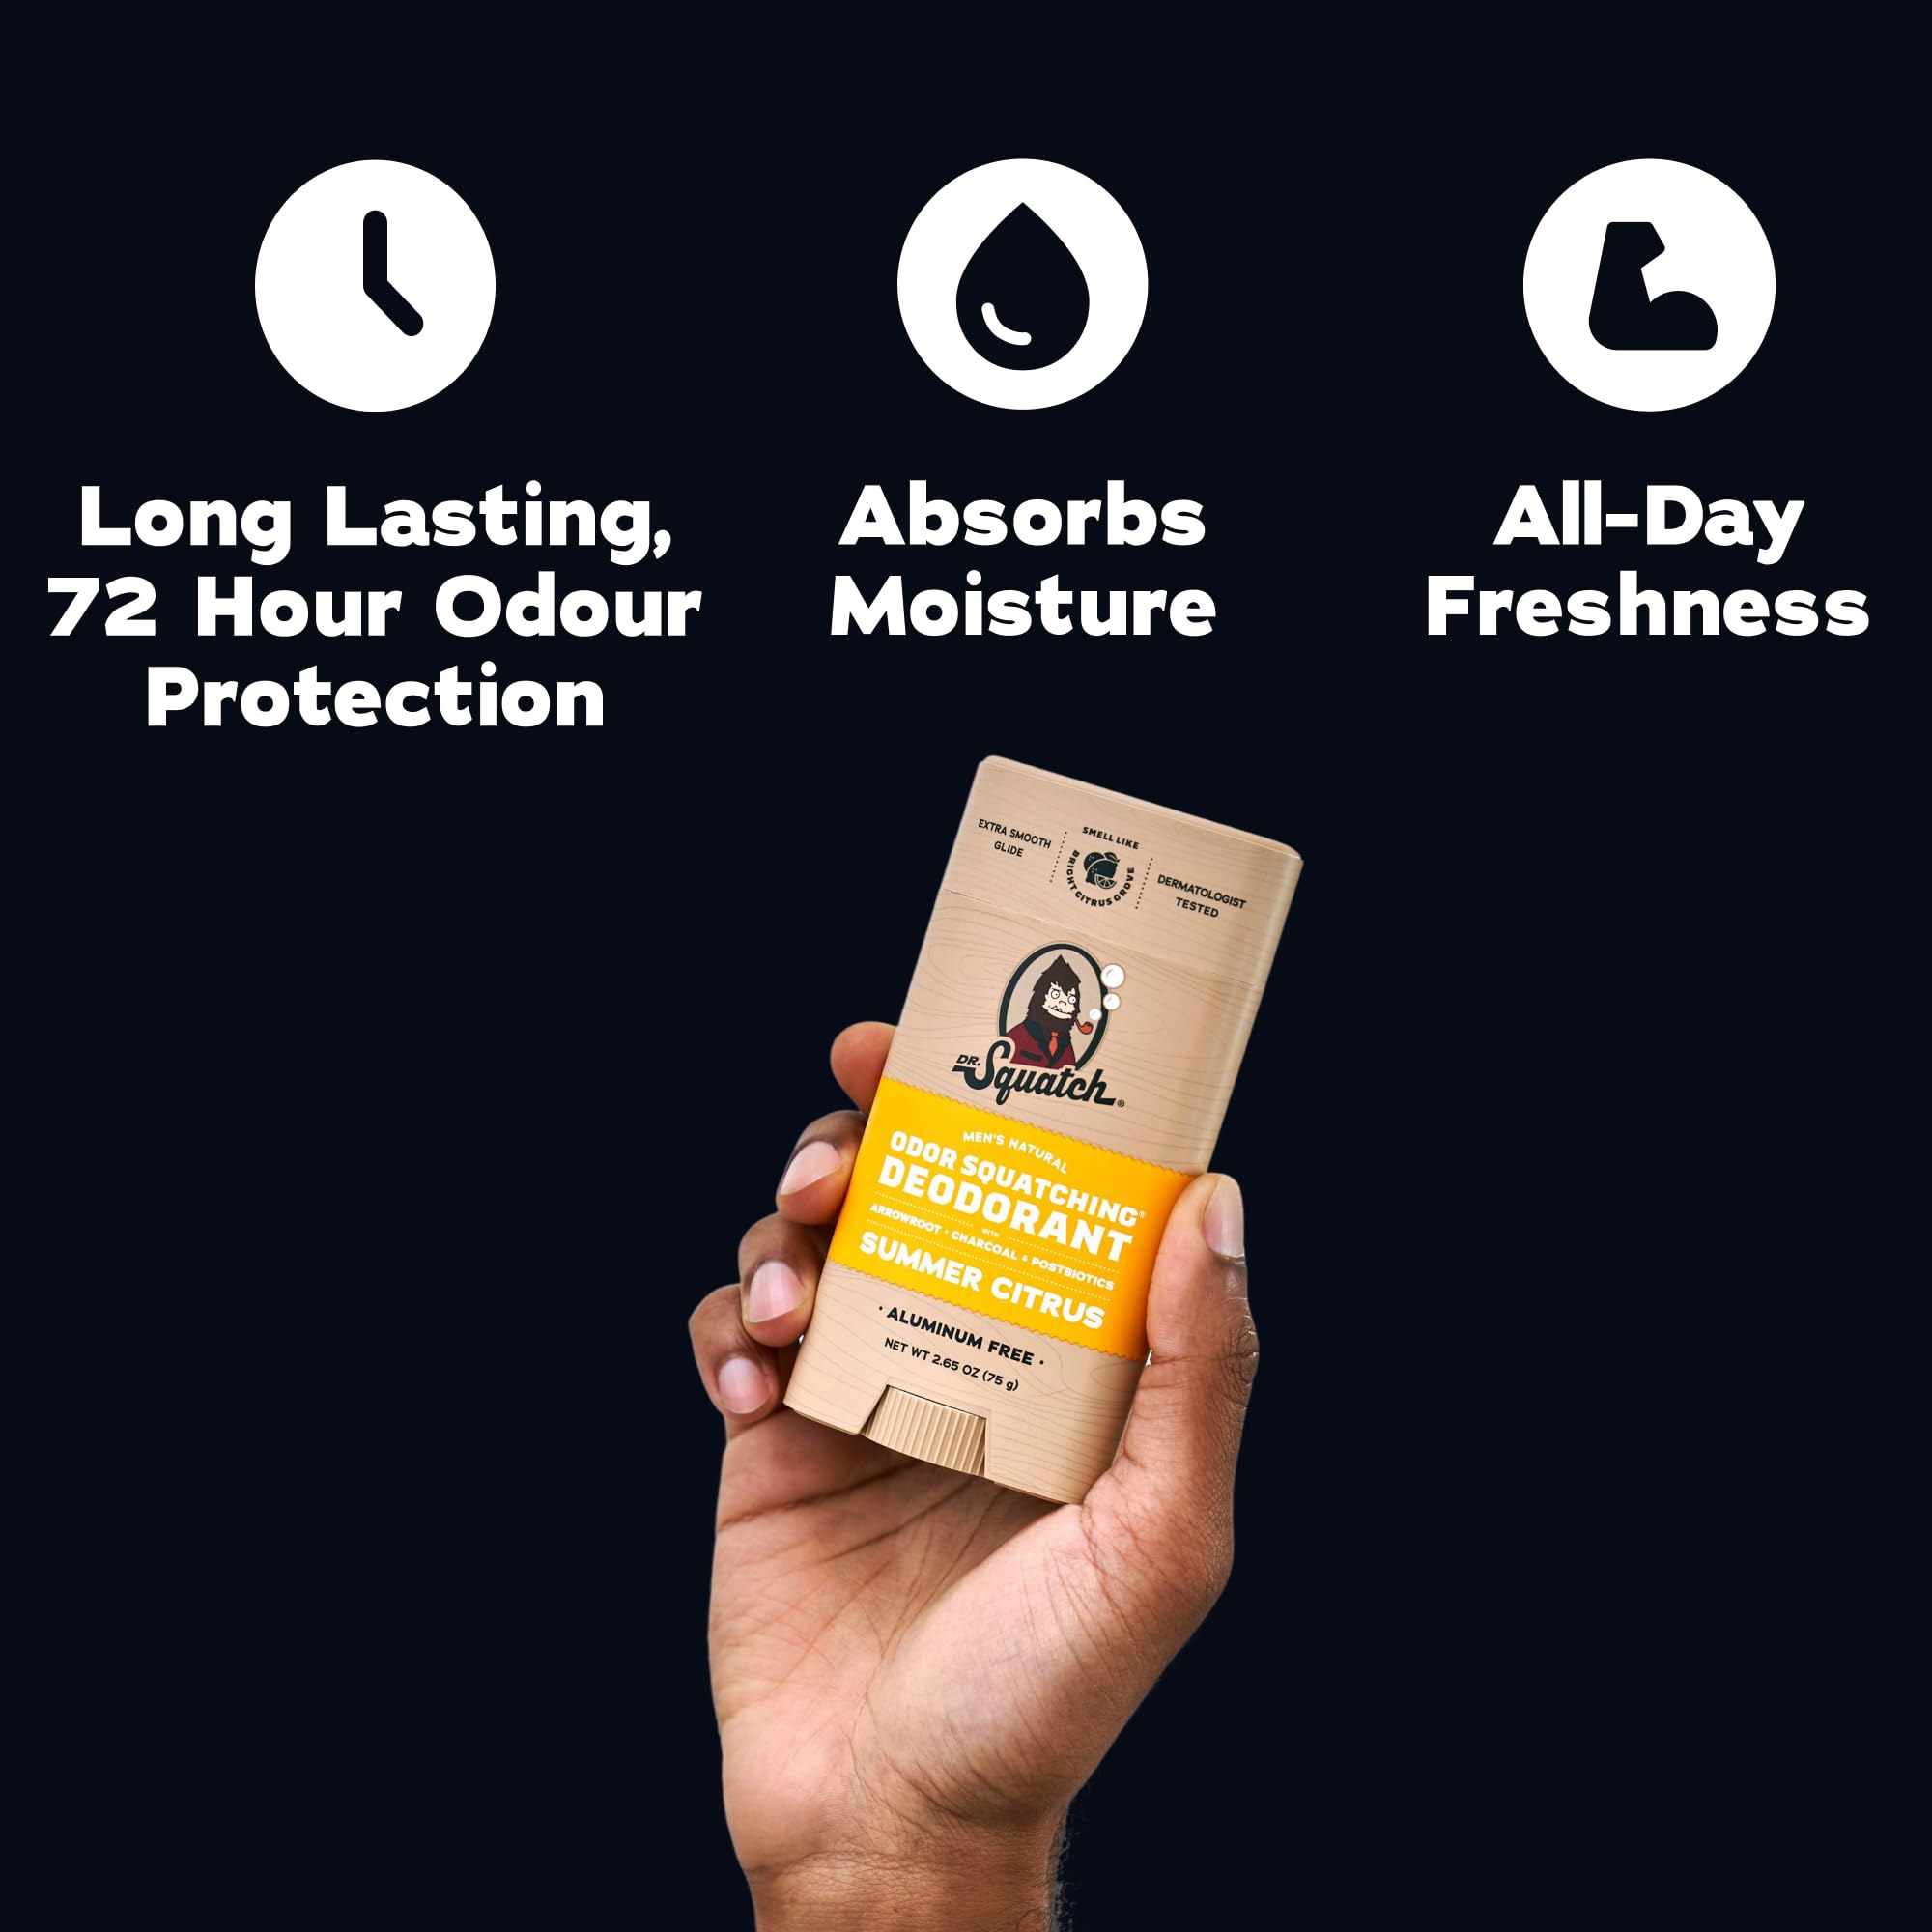 Long Lasting,
72 Hour Odour
Protection
Absorbs
Moisture
All-Day
Freshness
EXTRA SMOOTH
GLIDE
SMELL LIKE
BRIGHT CITRUS GROVE
DERMATOLOGIST
TESTED
DR.
Squatch®
MEN'S NATURAL
ODOR SQUATCHING®
DEODORANT
WITH
ARROWROOT • CHARCOAL & POSTBIOTICS
SUMMER CITRUS
• ALUMINUM FREE •
NET WT 2.65 OZ (75 g)